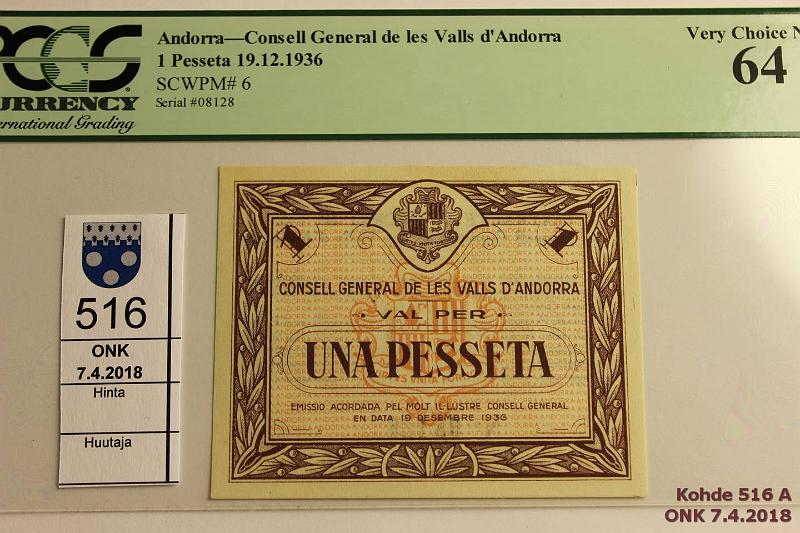 PCGS
CURRENCY
International Grading
Andorra—Consell General de les Valls d'Andorra
1 Pesseta 19.12.1936
SCWPM# 6
Serial #08128
Very Choice N
64
516
ONK
7.4.2018
Hinta
Huutaja
1 1
CONSELL GENERAL DE LES VALLS D'ANDORRA
· VAL PER ·
UNA PESSETA
EMISSIO ACORDADA PEL MOLT IL·LUSTRE CONSELL GENERAL
EN DATA 19 DESEMBRE 1936
Kohde 516 A
ONK 7.4.2018